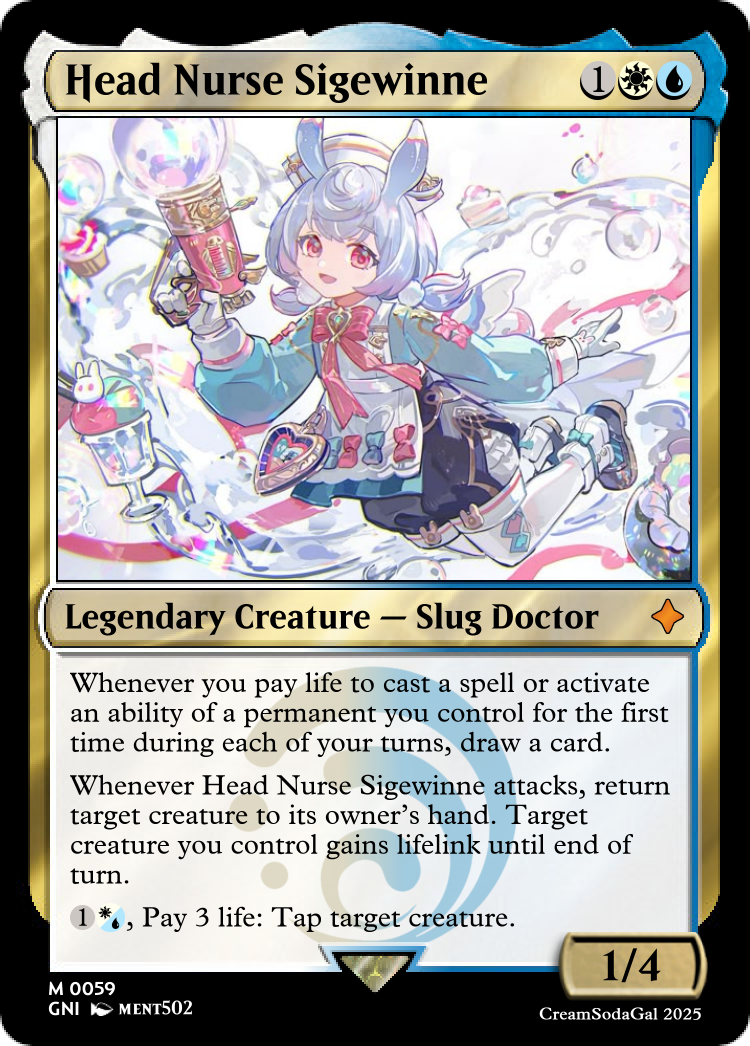 Head Nurse Sigewinne 1
Legendary Creature — Slug Doctor
Whenever you pay life to cast a spell or activate
an ability of a permanent you control for the first
time during each of your turns, draw a card.
Whenever Head Nurse Sigewinne attacks, return
target creature to its owner's hand. Target
creature you control gains lifelink until end of
turn.
1, Pay 3 life: Tap target creature.
1/4
M 0059
GNI MENT502
CreamSodaGal 2025